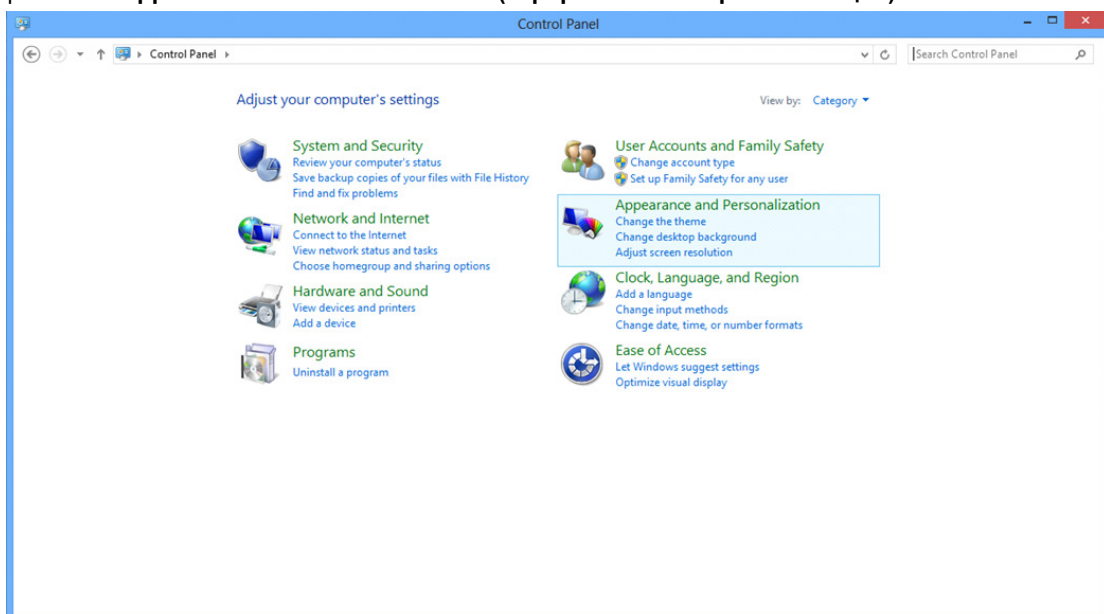 Control Panel
Control Panel
Search Control Panel
Adjust your computer's settings
View by: Category
System and Security
Review your computer's status
Save backup copies of your files with File History
Find and fix problems
Network and Internet
Connect to the Internet
View network status and tasks
Choose homegroup and sharing options
Hardware and Sound
View devices and printers
Add a device
Programs
Uninstall a program
User Accounts and Family Safety
Change account type
Set up Family Safety for any user
Appearance and Personalization
Change the theme
Change desktop background
Adjust screen resolution
Clock, Language, and Region
Add a language
Change input methods
Change date, time, or number formats
Ease of Access
Let Windows suggest settings
Optimize visual display